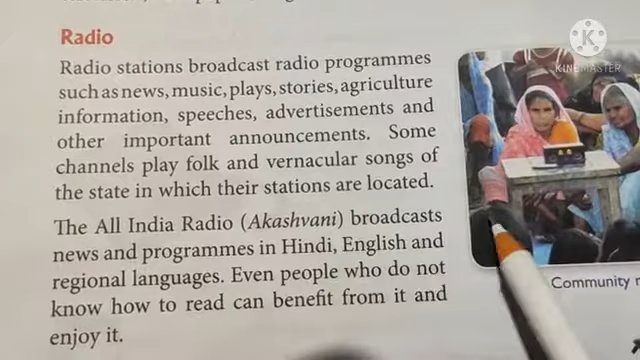 Radio
Radio stations broadcast radio programmes
such as news, music, plays, stories, agriculture
information, speeches, advertisements and
other important announcements. Some
channels play folk and vernacular songs of
the state in which their stations are located.
The All India Radio (Akashvani) broadcasts
news and programmes in Hindi, English and
regional languages. Even people who do not
know how to read can benefit from it and
enjoy it.
K
KINEMASTER
Community